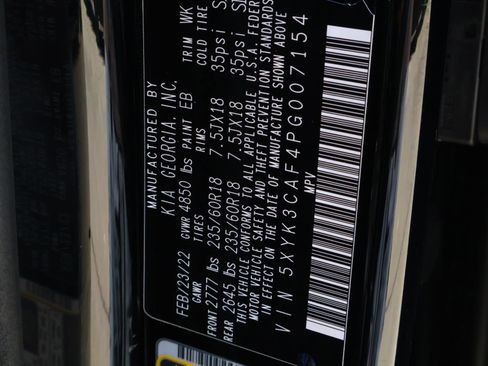 MANUFACTURED BY
KIA GEORGIA, INC.
FEB/23/22 GVWR 4850 lbs PAINT EB TRIM WK
GAWR TIRES RIMS COLD TIRE
FRONT 2777 lbs 235/60R18 7.5JX18 35psi
REAR 2645 lbs 235/60R18 7.5JX18 35psi
THIS VEHICLE CONFORMS TO ALL APPLICABLE U.S.A. FEDER
MOTOR VEHICLE SAFETY AND THEFT PREVENTION STANDARDS
IN EFFECT ON THE DATE OF MANUFACTURE SHOWN ABOVE
VIN 5XYK3CAF4PG007154
MPV